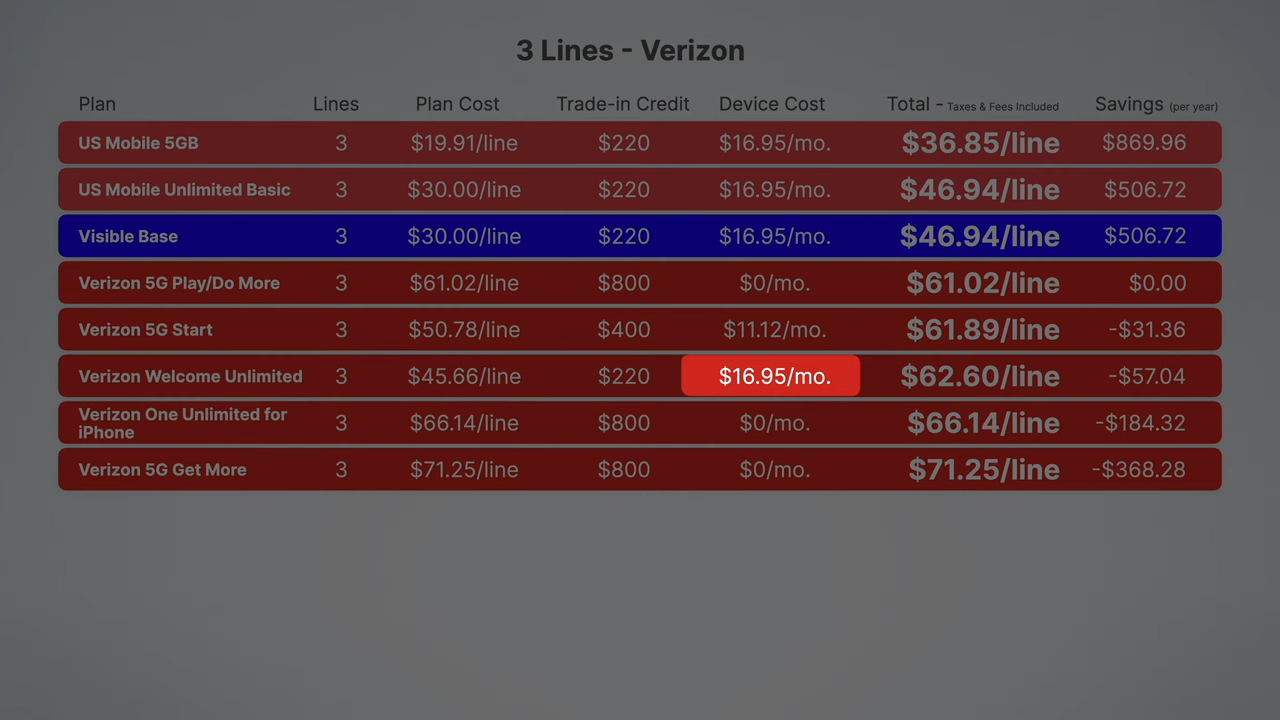 3 Lines - Verizon
Plan Lines Plan Cost Trade-in Credit Device Cost Total - Taxes & Fees Included Savings (per year)
US Mobile 5GB 3 $19.91/line $220 $16.95/mo. $36.85/line $869.96
US Mobile Unlimited Basic 3 $30.00/line $220 $16.95/mo. $46.94/line $506.72
Visible Base 3 $30.00/line $220 $16.95/mo. $46.94/line $506.72
Verizon 5G Play/Do More 3 $61.02/line $800 $0/mo. $61.02/line $0.00
Verizon 5G Start 3 $50.78/line $400 $11.12/mo. $61.89/line -$31.36
Verizon Welcome Unlimited 3 $45.66/line $220 $16.95/mo. $62.60/line -$57.04
Verizon One Unlimited for
iPhone 3 $66.14/line $800 $0/mo. $66.14/line -$184.32
Verizon 5G Get More 3 $71.25/line $800 $0/mo. $71.25/line -$368.28